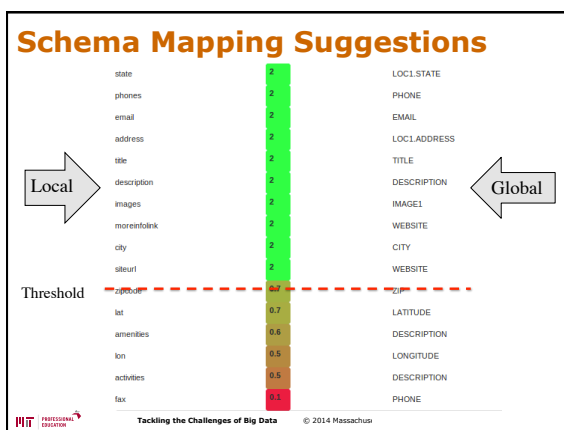 Schema Mapping Suggestions
state 2 LOC1.STATE
phones 2 PHONE
email 2 EMAIL
address 2 LOC1.ADDRESS
title 2 TITLE
Local description 2 DESCRIPTION Global
images 2 IMAGE1
moreinfolink 2 WEBSITE
city 2 CITY
siteurl 2 WEBSITE
Threshold zipcode 0.7 ZIP
lat 0.7 LATITUDE
amenities 0.6 DESCRIPTION
lon 0.5 LONGITUDE
activities 0.5 DESCRIPTION
fax 0.1 PHONE
MIT PROFESSIONAL EDUCATION Tackling the Challenges of Big Data © 2014 Massachus